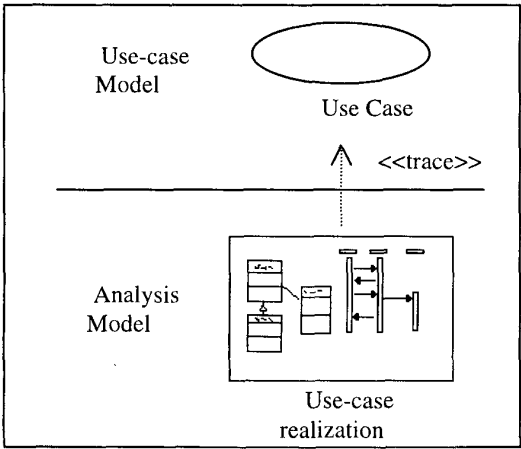 Use-case
Model
Use Case
<<trace>>
Analysis
Model
Use-case
realization